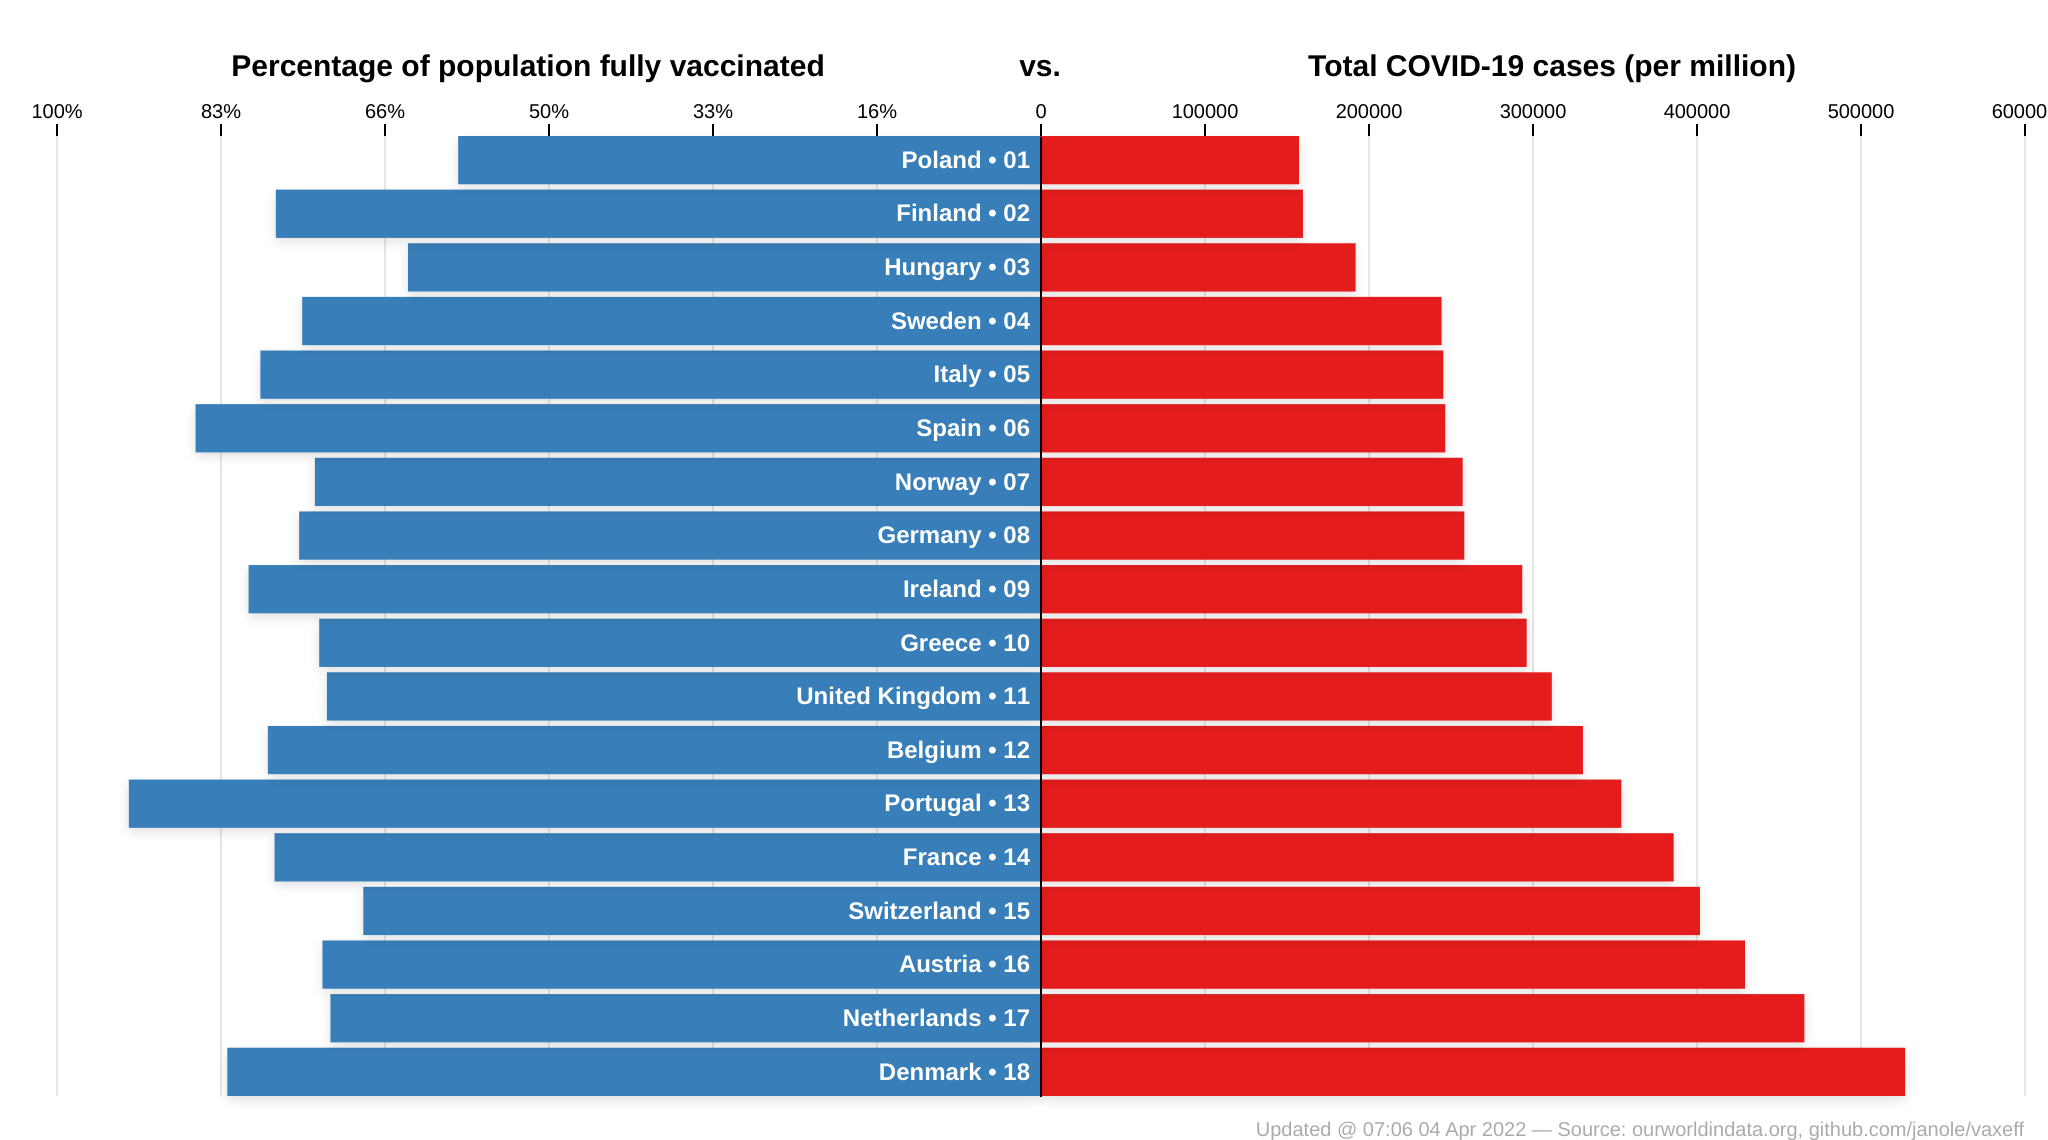 Percentage of population fully vaccinated vs. Total COVID-19 cases (per million)
100% 83% 66% 50% 33% 16% 0 100000 200000 300000 400000 500000 60000
Poland • 01
Finland • 02
Hungary • 03
Sweden • 04
Italy • 05
Spain • 06
Norway • 07
Germany • 08
Ireland • 09
Greece • 10
United Kingdom • 11
Belgium • 12
Portugal • 13
France • 14
Switzerland • 15
Austria • 16
Netherlands • 17
Denmark • 18
Updated @ 07:06 04 Apr 2022 — Source: ourworldindata.org, github.com/janole/vaxeff